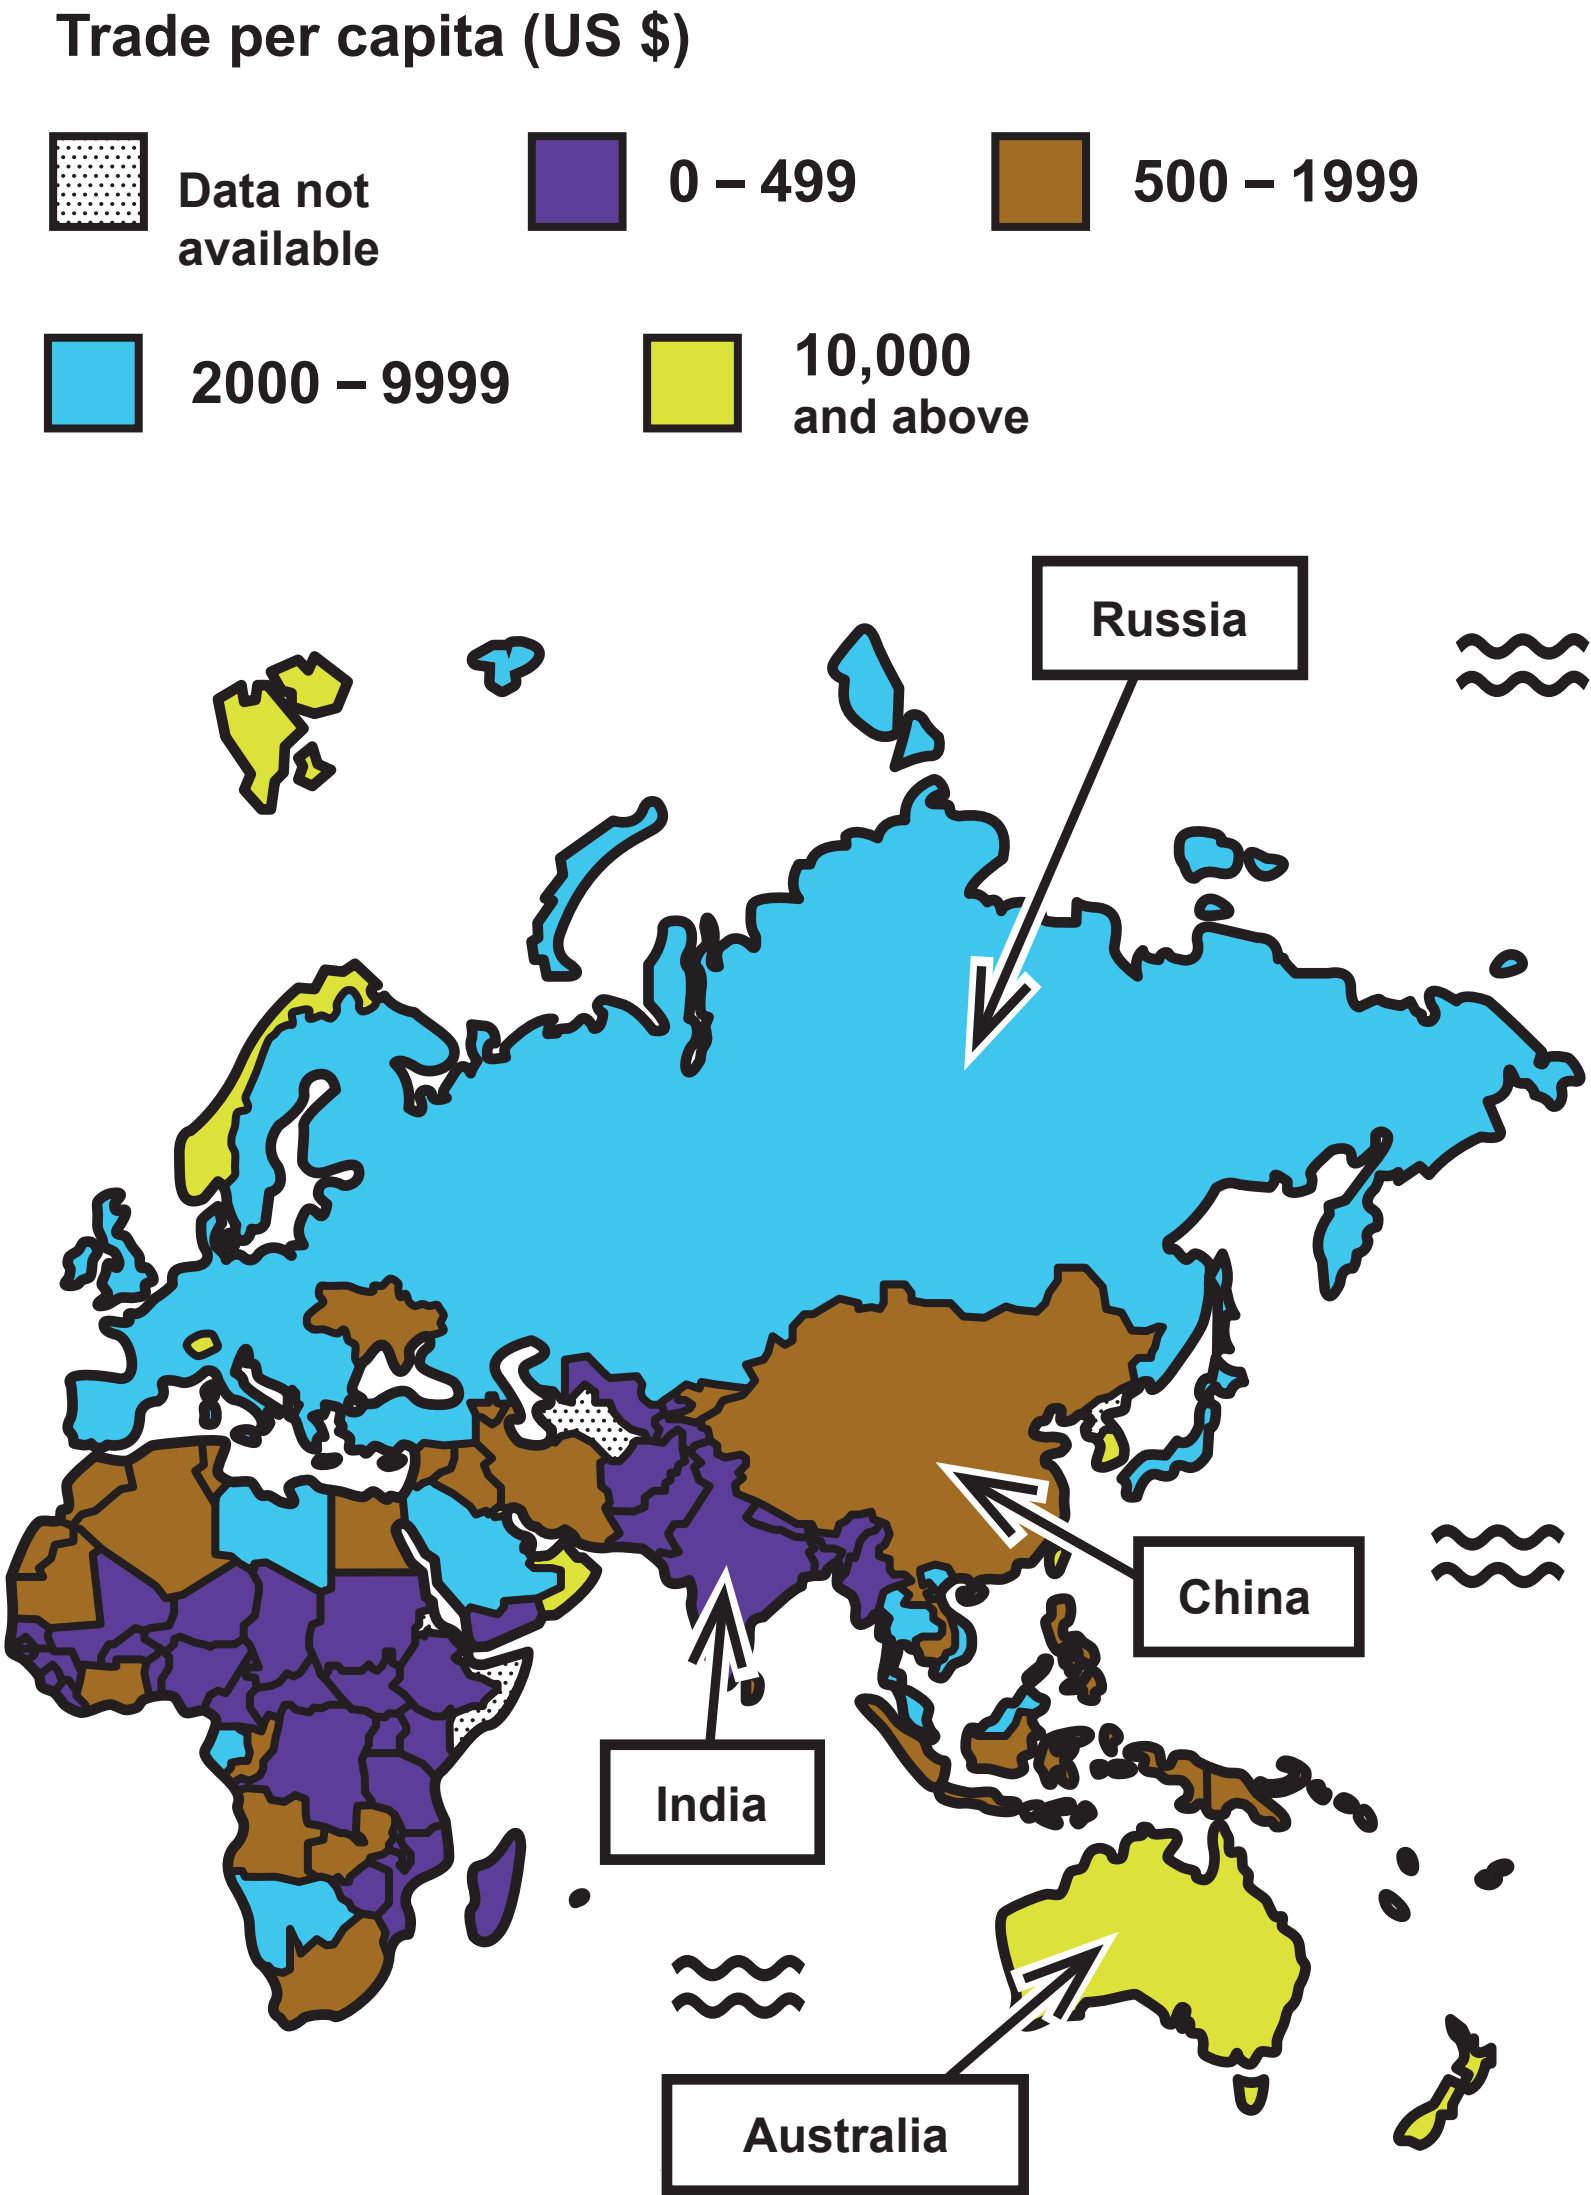 Trade per capita (US $)
Data not
available
0 – 499
500 – 1999
2000 – 9999
10,000
and above
Russia
China
India
Australia